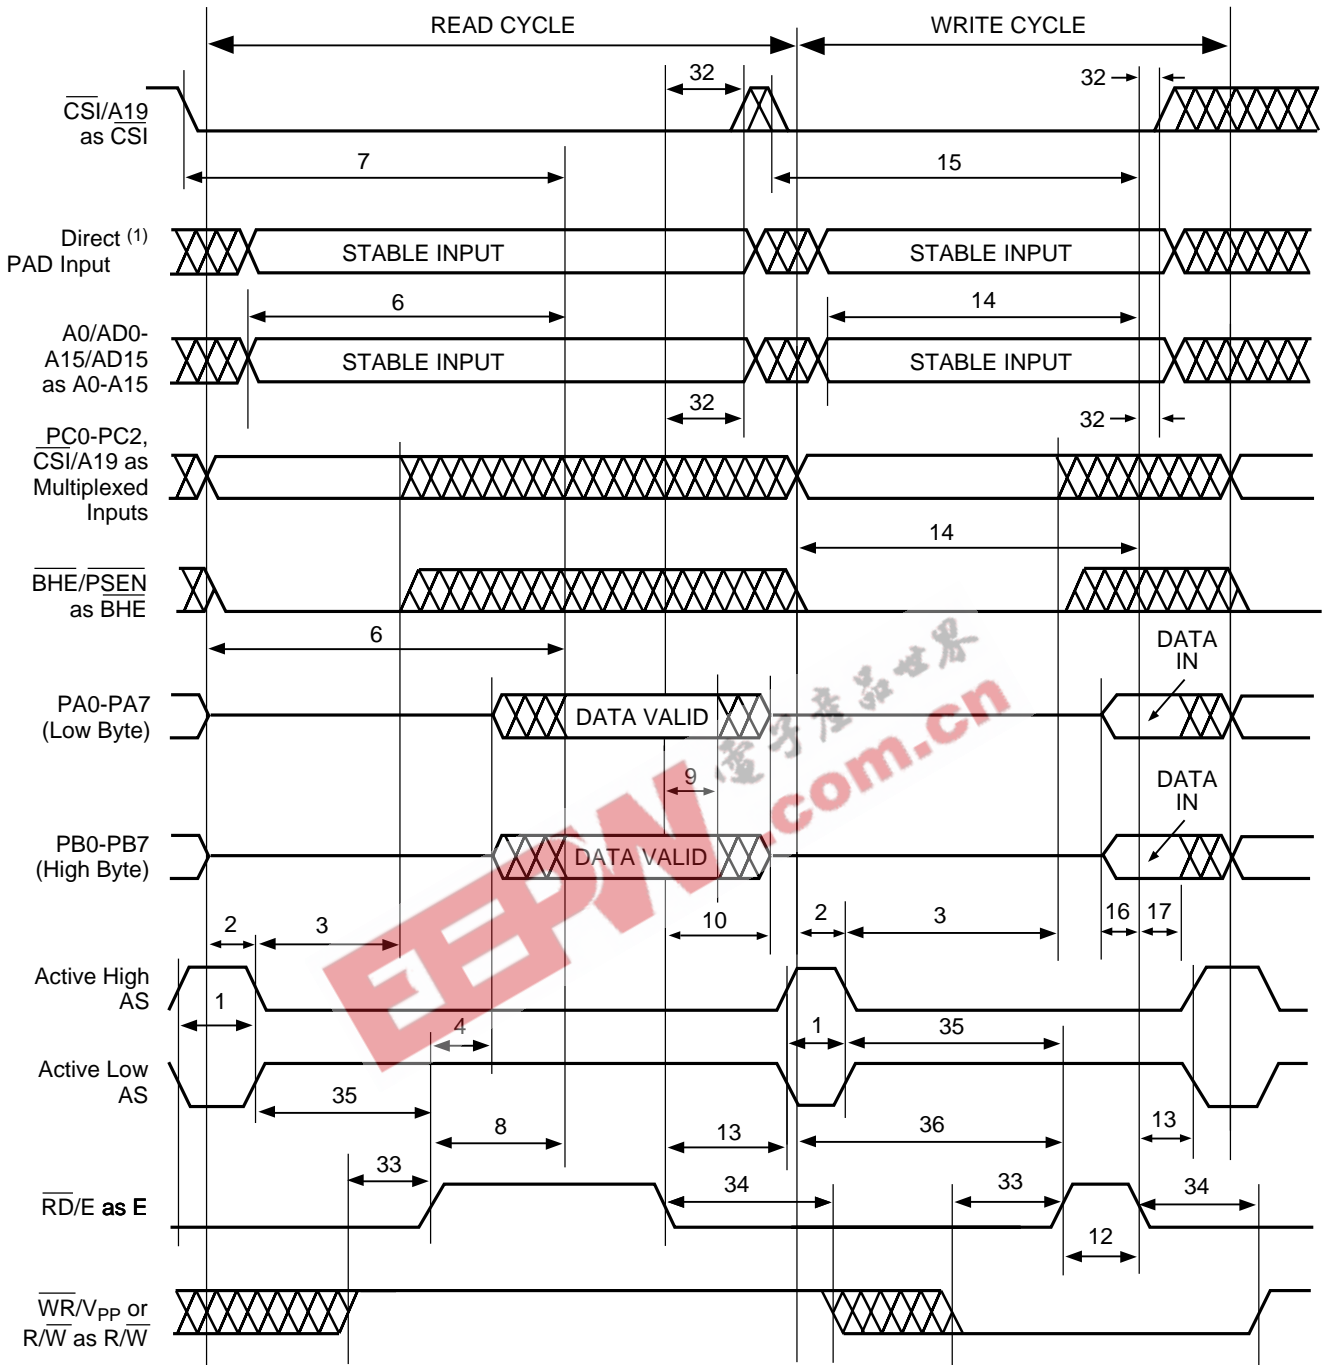 READ CYCLE
WRITE CYCLE
32
32
CSI/A19
as CSI
7
15
Direct (1)
PAD Input
STABLE INPUT
STABLE INPUT
6
14
A0/AD0-
A15/AD15
as A0-A15
STABLE INPUT
STABLE INPUT
32
32
PC0-PC2,
CSI/A19 as
Multiplexed
Inputs
14
BHE/PSEN
as BHE
6
DATA
IN
PA0-PA7
(Low Byte)
DATA VALID
電子產品世界
.com.cn
9
DATA
IN
PB0-PB7
(High Byte)
DATA VALID
EEPW
2
3
10
2
3
16
17
Active High
AS
1
4
1
35
Active Low
AS
35
8
13
36
13
33
34
33
34
RD/E as E
12
WR/VPP or
R/W as R/W